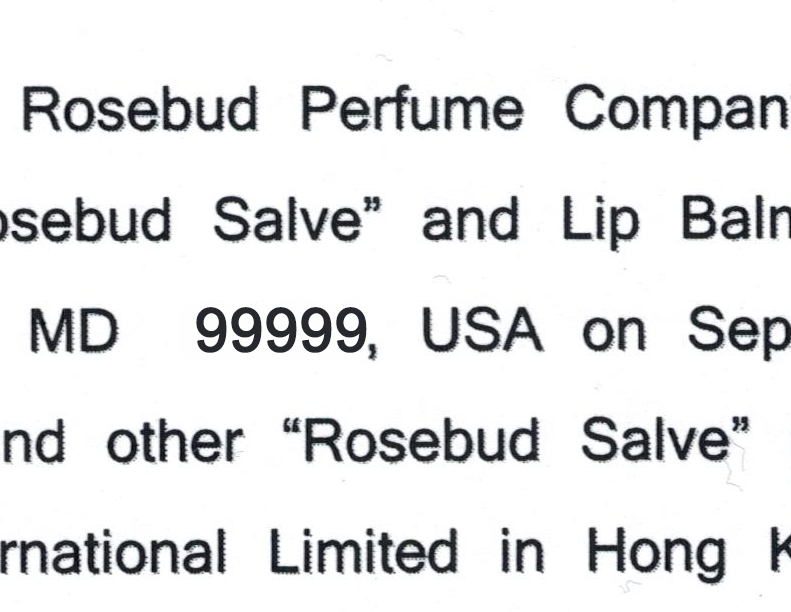 Rosebud Perfume Compan
osebud Salve” and Lip Bal
MD 99999, USA on Sep
nd other “Rosebud Salve”
rnational Limited in Hong K